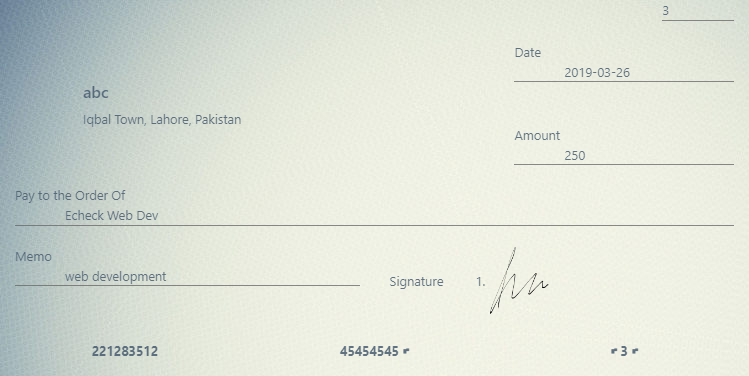 3
Date
2019-03-26
abc
Iqbal Town, Lahore, Pakistan
Amount
250
Pay to the Order Of
Echeck Web Dev
Memo
web development
Signature 1.
221283512 45454545 ⑈ ⑈ 3 ⑈